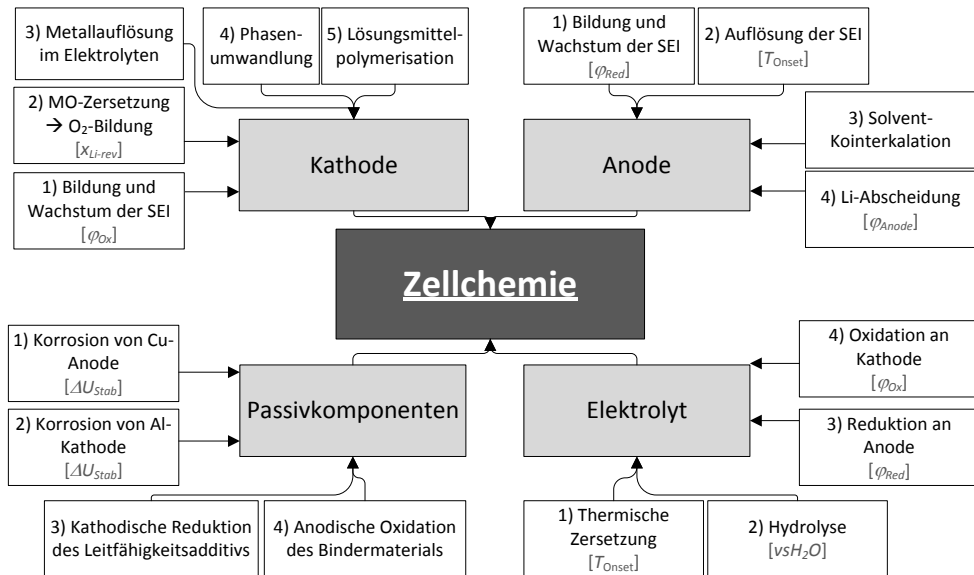 3) Metallauflösung
im Elektrolyten
4) Phasen-
umwandlung
5) Lösungsmittel-
polymerisation
1) Bildung und
Wachstum der SEI
[φRed]
2) Auflösung der SEI
[TOnset]
2) MO-Zersetzung
→ O₂-Bildung
[xLi-rev]
1) Bildung und
Wachstum der SEI
[φOx]
Kathode
Anode
3) Solvent-
Kointerkalation
4) Li-Abscheidung
[φAnode]
Zellchemie
1) Korrosion von Cu-
Anode
[ΔUStab]
2) Korrosion von Al-
Kathode
[ΔUStab]
Passivkomponenten
Elektrolyt
4) Oxidation an
Kathode
[φOx]
3) Reduktion an
Anode
[φRed]
3) Kathodische Reduktion
des Leitfähigkeitsadditivs
4) Anodische Oxidation
des Bindermaterials
1) Thermische
Zersetzung
[TOnset]
2) Hydrolyse
[vsH₂O]